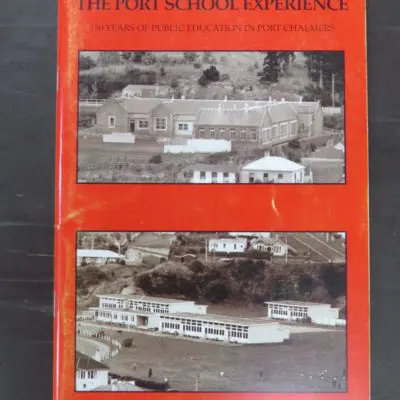 THE PORT SCHOOL EXPERIENCE
150 YEARS OF PUBLIC EDUCATION IN PORT CHALMERS